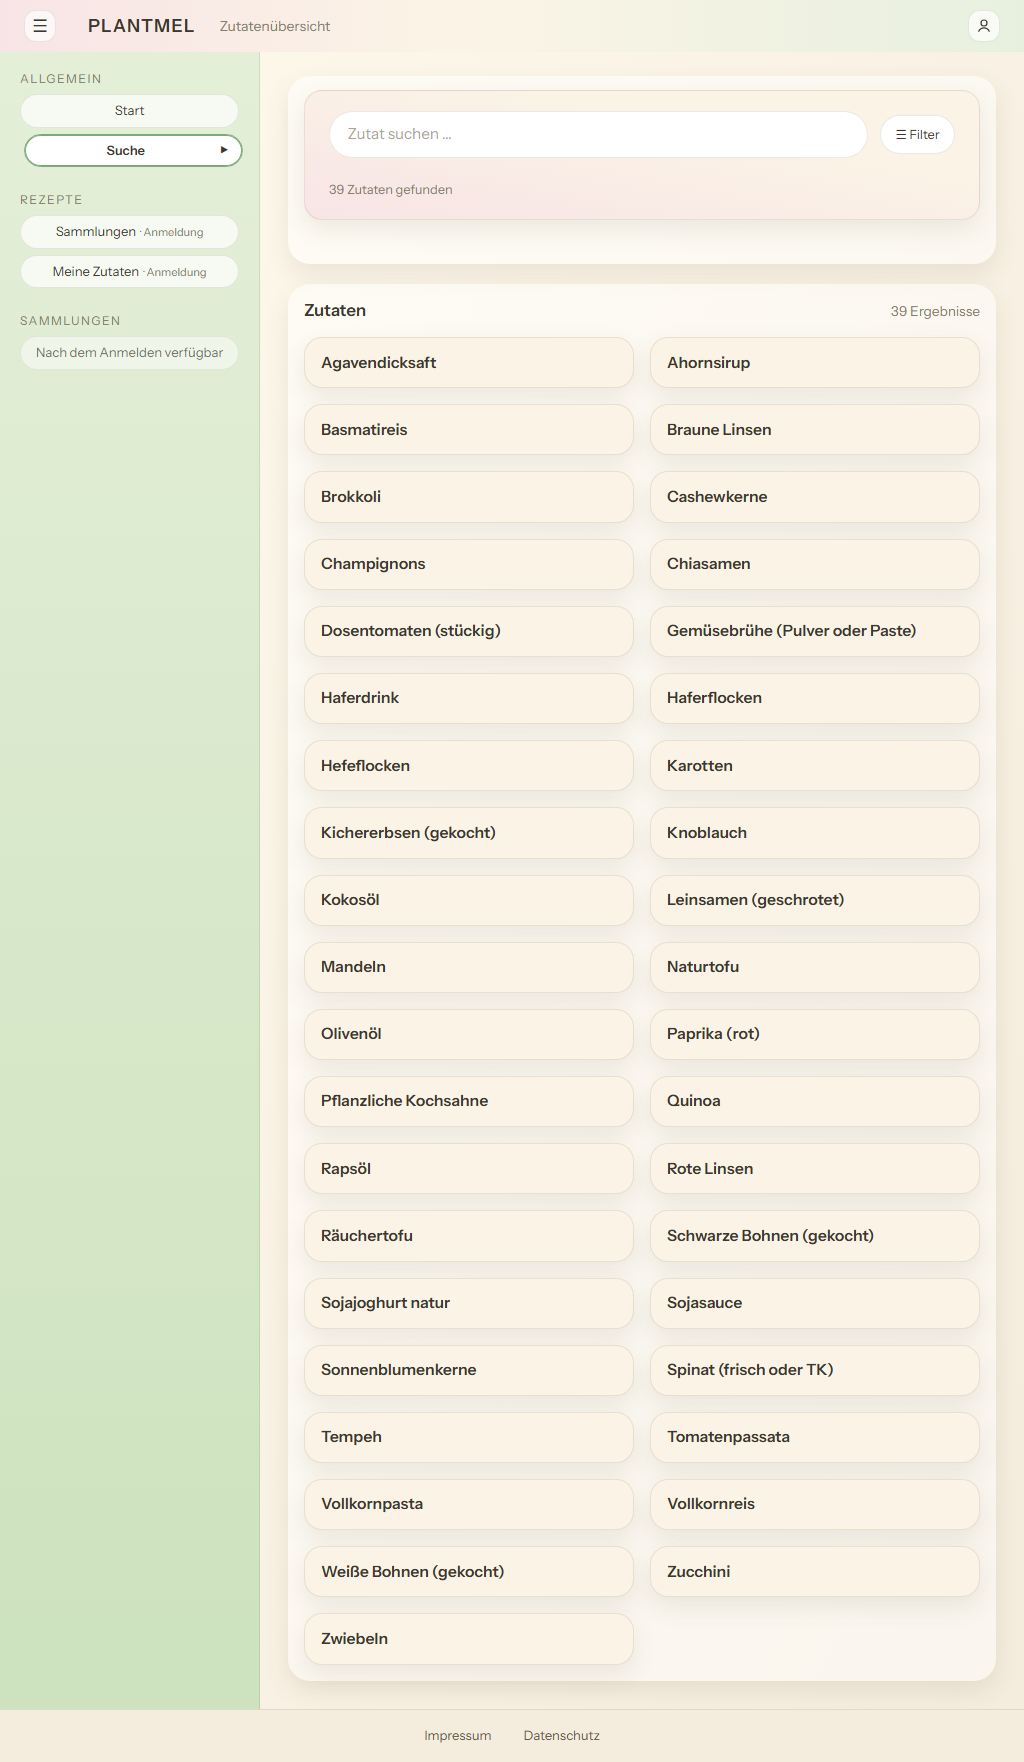 ☰ PLANTMEL Zutatenübersicht
ALLGEMEIN
Start
Suche ▸
REZEPTE
Sammlungen · Anmeldung
Meine Zutaten · Anmeldung
SAMMLUNGEN
Nach dem Anmelden verfügbar
Zutat suchen …
☰ Filter
39 Zutaten gefunden
Zutaten
39 Ergebnisse
Agavendicksaft
Ahornsirup
Basmatireis
Braune Linsen
Brokkoli
Cashewkerne
Champignons
Chiasamen
Dosentomaten (stückig)
Gemüsebrühe (Pulver oder Paste)
Haferdrink
Haferflocken
Hefeflocken
Karotten
Kichererbsen (gekocht)
Knoblauch
Kokosöl
Leinsamen (geschrotet)
Mandeln
Naturtofu
Olivenöl
Paprika (rot)
Pflanzliche Kochsahne
Quinoa
Rapsöl
Rote Linsen
Räuchertofu
Schwarze Bohnen (gekocht)
Sojajoghurt natur
Sojasauce
Sonnenblumenkerne
Spinat (frisch oder TK)
Tempeh
Tomatenpassata
Vollkornpasta
Vollkornreis
Weiße Bohnen (gekocht)
Zucchini
Zwiebeln
Impressum Datenschutz